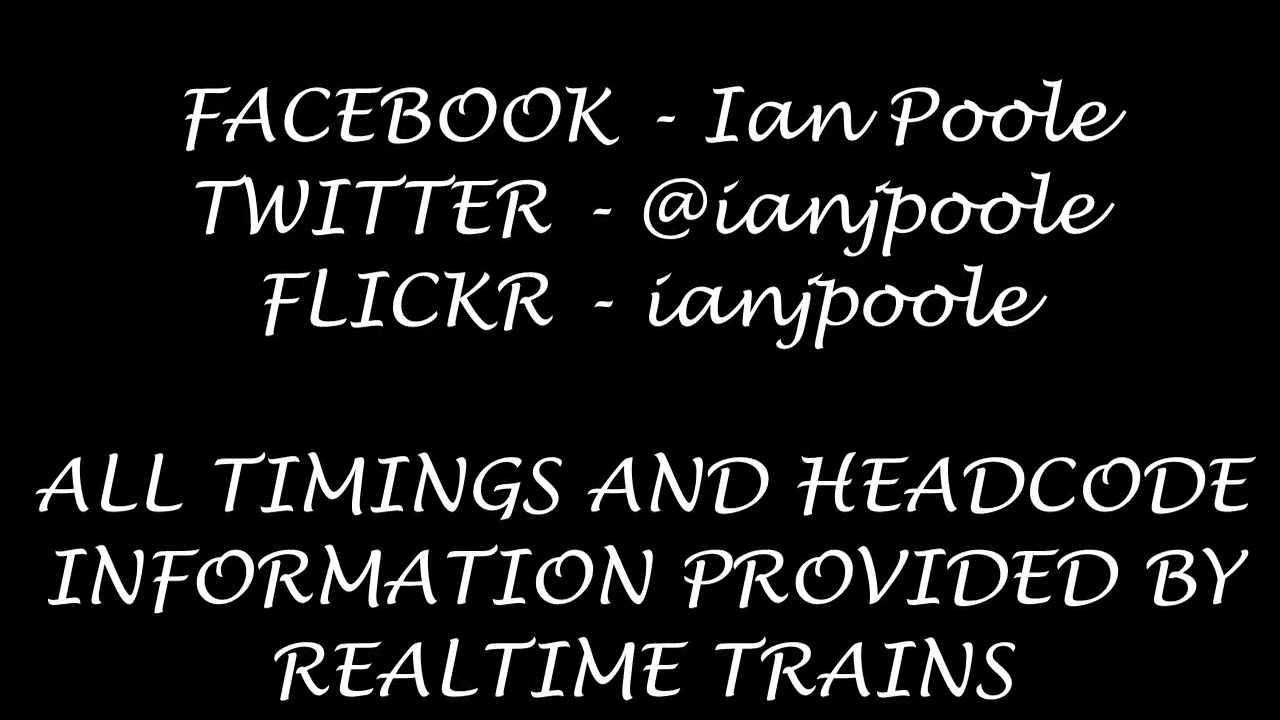 FACEBOOK - Ian Poole
TWITTER - @ianjpoole
FLICKR - ianjpoole
ALL TIMINGS AND HEADCODE
INFORMATION PROVIDED BY
REALTIME TRAINS